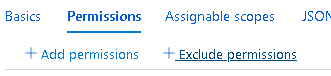 Basics Permissions Assignable scopes JSON
+ Add permissions + Exclude permissions